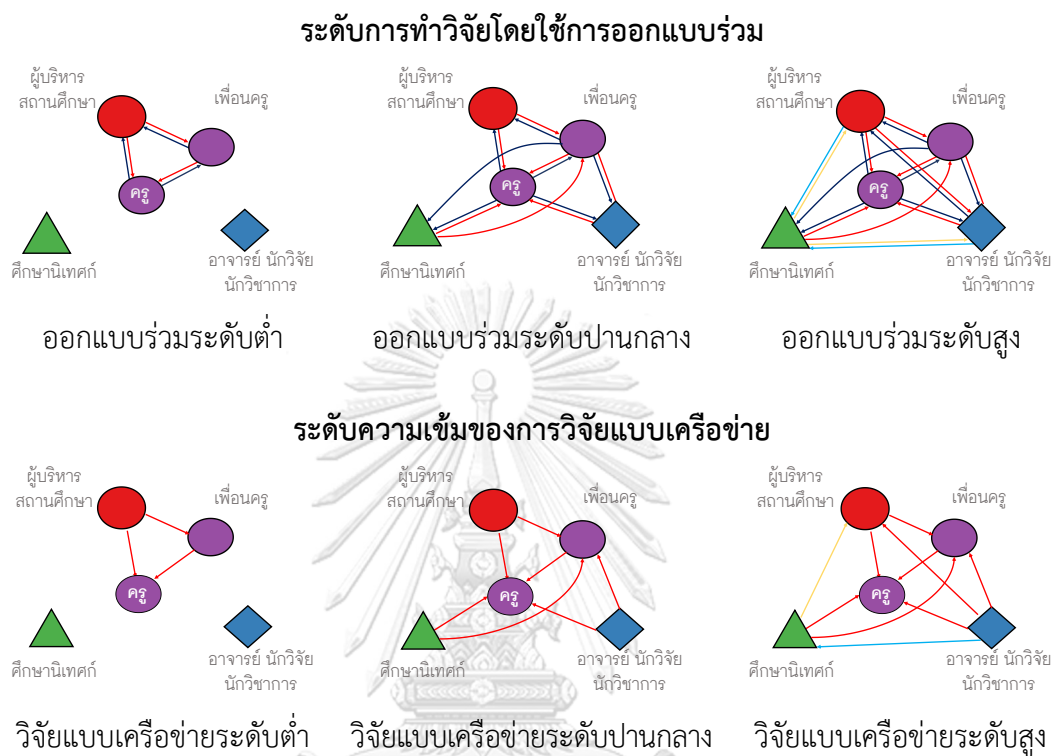 ระดับการทำวิจัยโดยใช้การออกแบบร่วม
ผู้บริหาร
สถานศึกษา
เพื่อนครู
ครู
ศึกษานิเทศก์
อาจารย์ นักวิจัย
นักวิชาการ
ออกแบบร่วมระดับต่ำ
ผู้บริหาร
สถานศึกษา
เพื่อนครู
ครู
ศึกษานิเทศก์
อาจารย์ นักวิจัย
นักวิชาการ
ออกแบบร่วมระดับปานกลาง
ผู้บริหาร
สถานศึกษา
เพื่อนครู
ครู
ศึกษานิเทศก์
อาจารย์ นักวิจัย
นักวิชาการ
ออกแบบร่วมระดับสูง
ระดับความเข้มของการวิจัยแบบเครือข่าย
ผู้บริหาร
สถานศึกษา
เพื่อนครู
ครู
ศึกษานิเทศก์
อาจารย์ นักวิจัย
นักวิชาการ
วิจัยแบบเครือข่ายระดับต่ำ
ผู้บริหาร
สถานศึกษา
เพื่อนครู
ครู
ศึกษานิเทศก์
อาจารย์ นักวิจัย
นักวิชาการ
วิจัยแบบเครือข่ายระดับปานกลาง
ผู้บริหาร
สถานศึกษา
เพื่อนครู
ครู
ศึกษานิเทศก์
อาจารย์ นักวิจัย
นักวิชาการ
วิจัยแบบเครือข่ายระดับสูง